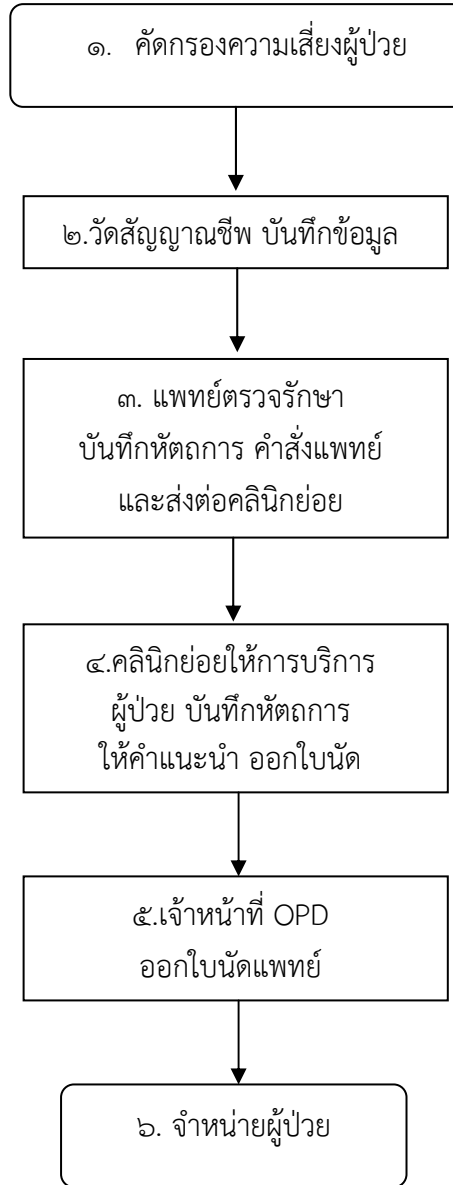 ๑. คัดกรองความเสี่ยงผู้ป่วย
๒.วัดสัญญาณชีพ บันทึกข้อมูล
๓. แพทย์ตรวจรักษา
บันทึกหัตถการ คำสั่งแพทย์
และส่งต่อคลินิกย่อย
๔.คลินิกย่อยให้การบริการ
ผู้ป่วย บันทึกหัตถการ
ให้คำแนะนำ ออกใบนัด
๕.เจ้าหน้าที่ OPD
ออกใบนัดแพทย์
๖. จำหน่ายผู้ป่วย